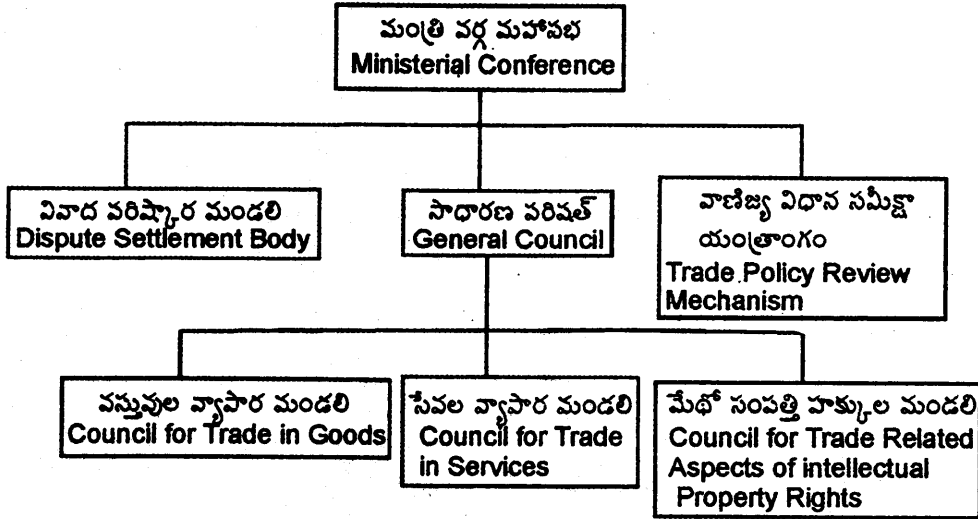 మంత్రి వర్గ మహాసభ
Ministerial Conference
వివాద పరిష్కార మండలి
Dispute Settlement Body
సాధారణ పరిషత్
General Council
వాణిజ్య విధాన సమీక్షా
యంత్రాంగం
Trade Policy Review
Mechanism
వస్తువుల వ్యాపార మండలి
Council for Trade in Goods
సేవల వ్యాపార మండలి
Council for Trade
in Services
మేథో సంపత్తి హక్కుల మండలి
Council for Trade Related
Aspects of intellectual
Property Rights